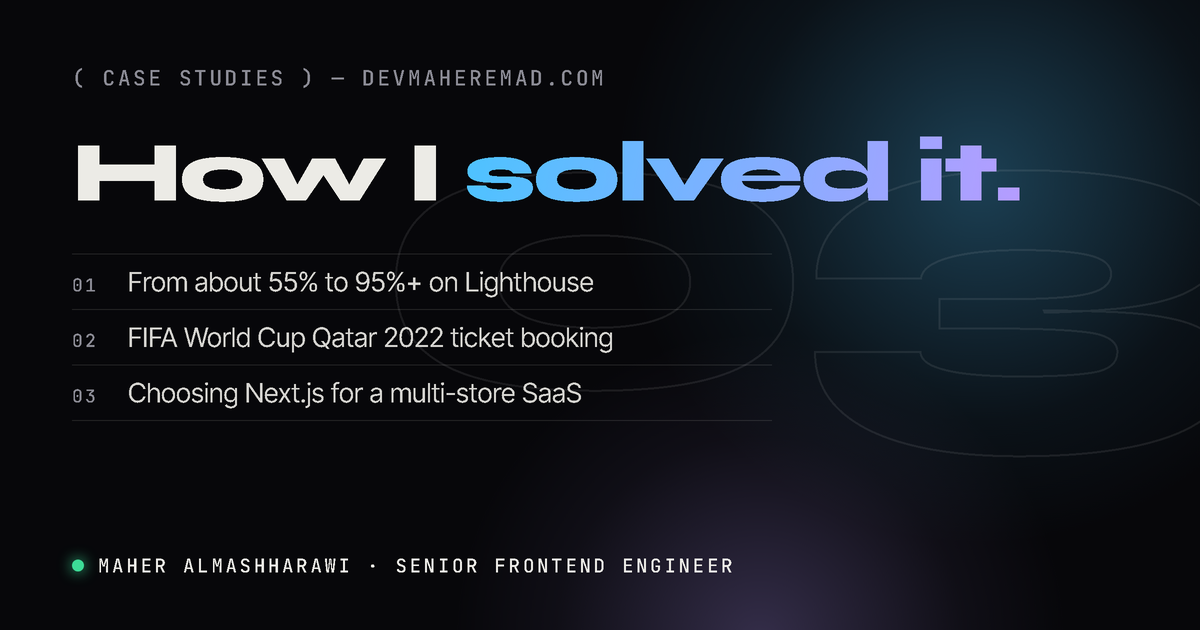 ( CASE STUDIES ) — DEVMAHEREMAD.COM
How I solved it.
01 From about 55% to 95%+ on Lighthouse
02 FIFA World Cup Qatar 2022 ticket booking
03 Choosing Next.js for a multi-store SaaS
03
MAHER ALMASHHARAWI · SENIOR FRONTEND ENGINEER